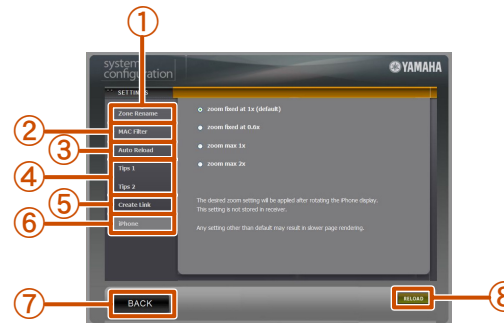 ①
system
configuration
YAMAHA
SETTINGS
② Zone Rename
MAC Filter
③ Auto Reload
④ Tips 1
Tips 2
⑤ Create Link
⑥ iPhone
zoom fixed at 1x (default)
zoom fixed at 0.6x
zoom max 1x
zoom max 2x
The desired zoom setting will be applied after rotating the iPhone display.
This setting is not stored in receiver.
Any setting other than default may result in slower page rendering.
⑦ BACK
RELOAD ⑧